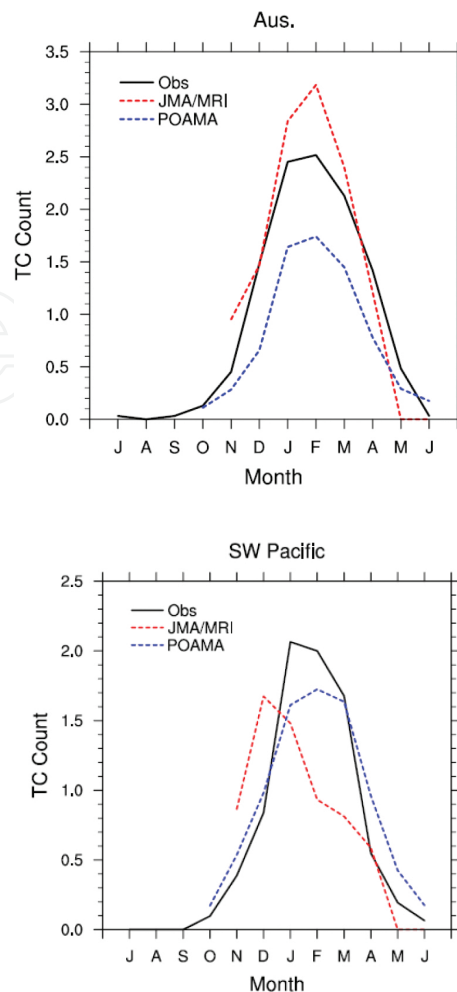 Aus.
3.5
3.0
2.5
2.0
1.5
1.0
0.5
0.0
TC Count
Obs
JMA/MRI
POAMA
J A S O N D J F M A M J
Month
SW Pacific
2.5
2.0
1.5
1.0
0.5
0.0
TC Count
Obs
JMA/MRI
POAMA
J A S O N D J F M A M J
Month